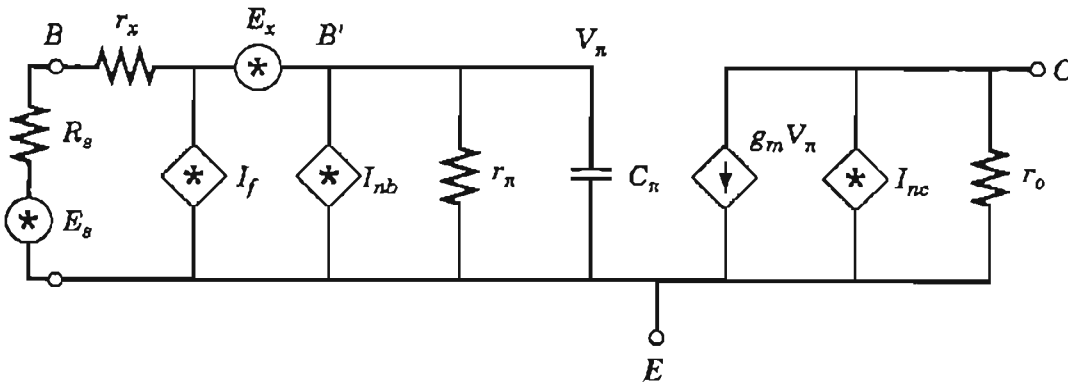 B
r_x
E_x
B'
V_π
C
R_s
E_s
I_f
I_nb
r_π
C_π
g_m V_π
I_nc
r_o
E